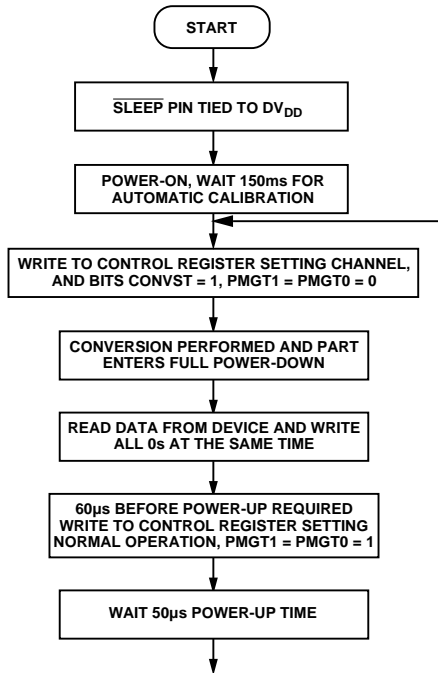 START
SLEEP PIN TIED TO DVDD
POWER-ON, WAIT 150ms FOR
AUTOMATIC CALIBRATION
WRITE TO CONTROL REGISTER SETTING CHANNEL,
AND BITS CONVST = 1, PMGT1 = PMGT0 = 0
CONVERSION PERFORMED AND PART
ENTERS FULL POWER-DOWN
READ DATA FROM DEVICE AND WRITE
ALL 0s AT THE SAME TIME
60µs BEFORE POWER-UP REQUIRED
WRITE TO CONTROL REGISTER SETTING
NORMAL OPERATION, PMGT1 = PMGT0 = 1
WAIT 50µs POWER-UP TIME